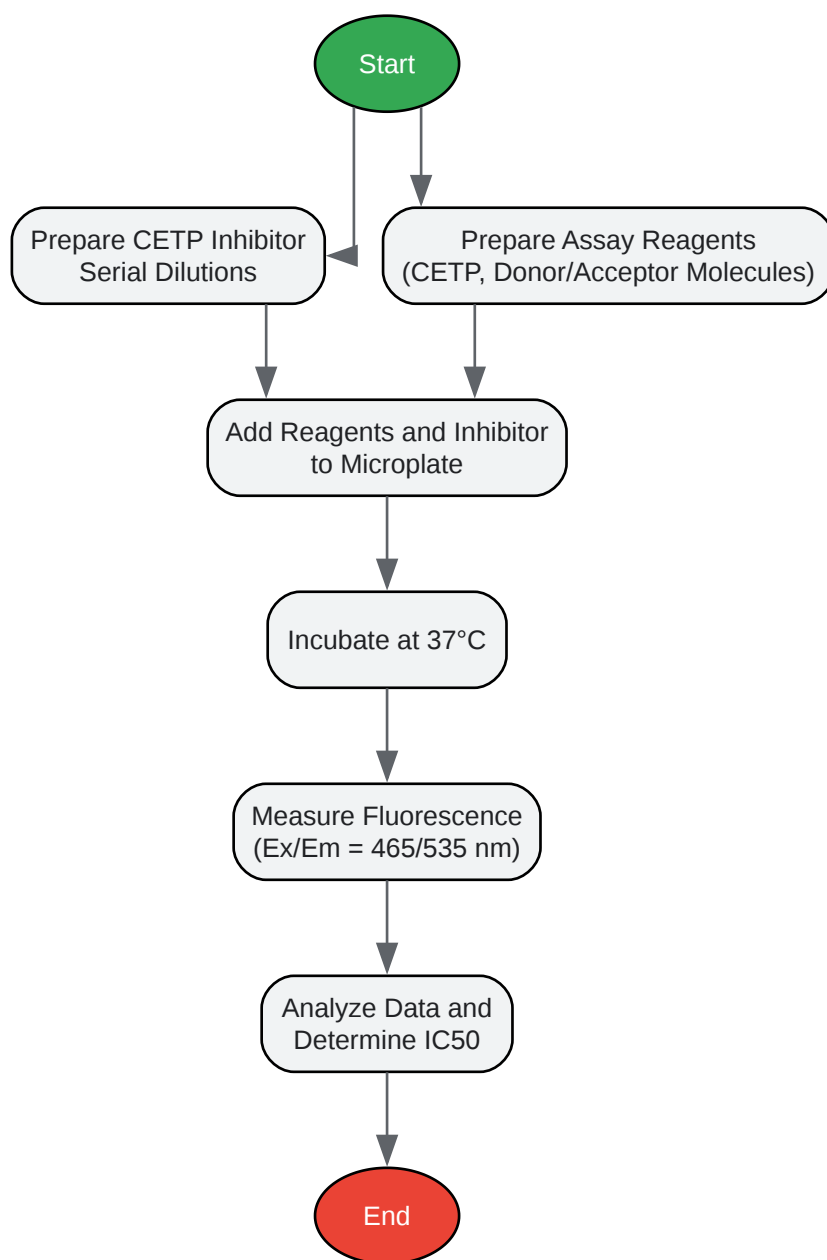 Start
Prepare CETP Inhibitor
Serial Dilutions
Prepare Assay Reagents
(CETP, Donor/Acceptor Molecules)
Add Reagents and Inhibitor
to Microplate
Incubate at 37°C
Measure Fluorescence
(Ex/Em = 465/535 nm)
Analyze Data and
Determine IC50
End